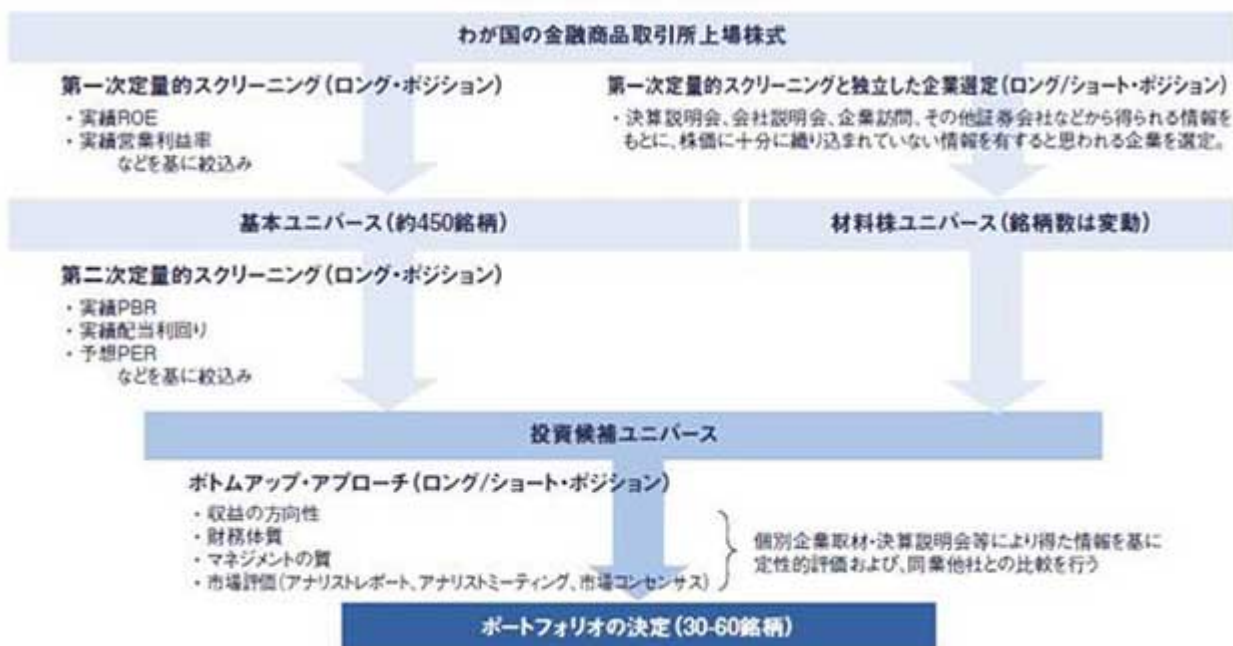 わが国の金融商品取引所上場株式
第一次定量的スクリーニング(ロング・ポジション)
・実績ROE
・実績営業利益率
などを基に絞込み
第一次定量的スクリーニングと独立した企業選定(ロング/ショート・ポジション)
・決算説明会、会社説明会、企業訪問、その他証券会社などから得られる情報を
もとに、株価に十分に織り込まれていない情報を有すると思われる企業を選定。
基本ユニバース(約450銘柄)
材料株ユニバース(銘柄数は変動)
第二次定量的スクリーニング(ロング・ポジション)
・実績PBR
・実績配当利回り
・予想PER
などを基に絞込み
投資候補ユニバース
ボトムアップ・アプローチ(ロング/ショート・ポジション)
・収益の方向性
・財務体質
・マネジメントの質
・市場評価(アナリストレポート、アナリストミーティング、市場コンセンサス)
個別企業取材・決算説明会等により得た情報を基に
定性的評価および、同業他社との比較を行う
ポートフォリオの決定(30-60銘柄)